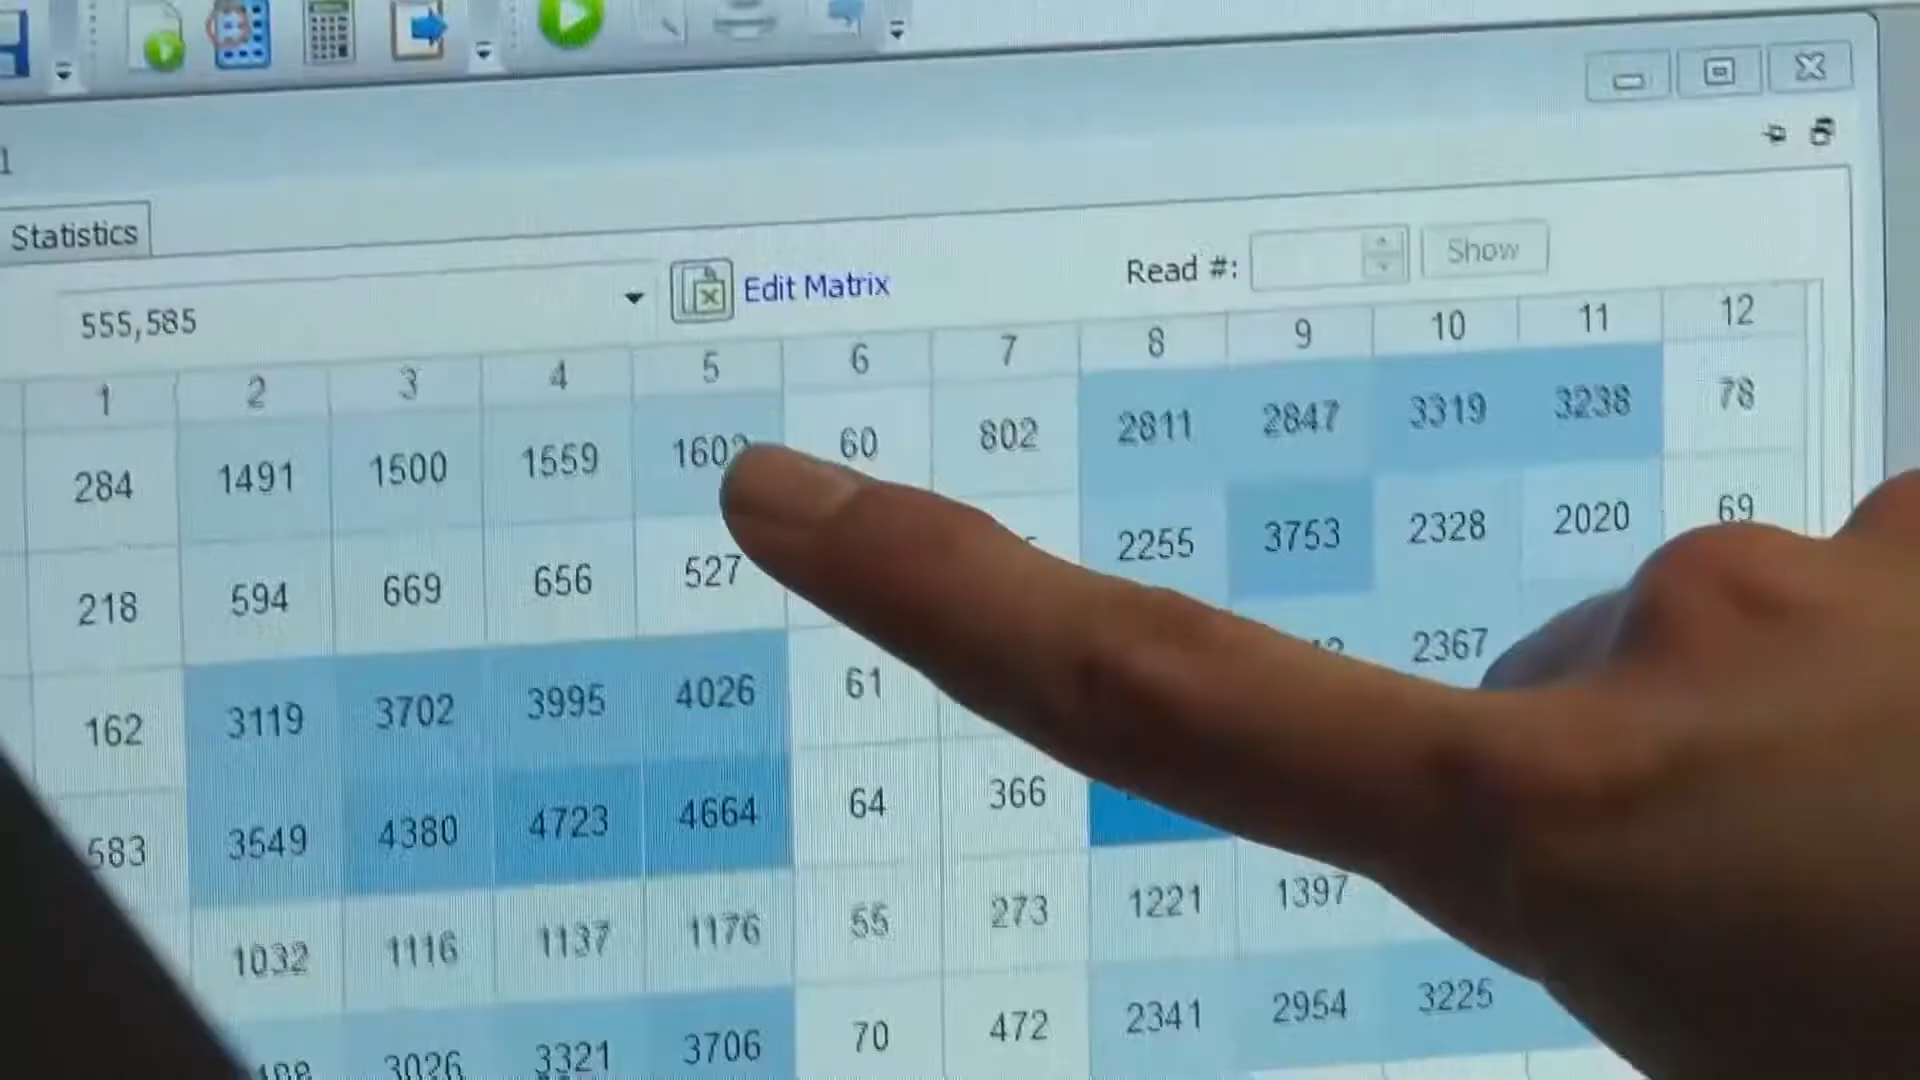 1
Statistics
555,585 Edit Matrix Read #: Show
1 2 3 4 5 6 7 8 9 10 11 12
284 1491 1500 1559 60 802 2811 2847 3319 3238 78
218 594 669 656 527 2255 3753 2328 2020 69
162 3119 3702 3995 4026 61 2367
583 3549 4380 4723 4664 64 366
1032 1116 1137 1176 55 273 1221 1397
3026 3321 3706 70 472 2341 2954 3225